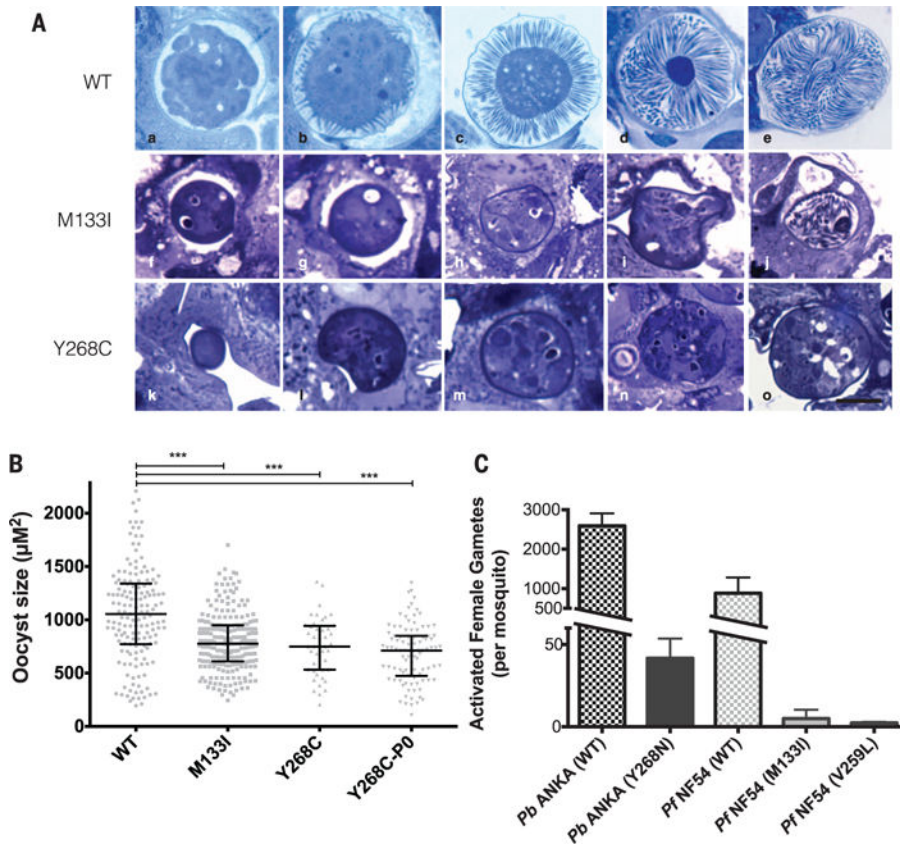 A
WT
a b c d e
M133I
f g h i j
Y268C
k l m n o
B
*** 
***
***
Oocyst size (µM²)
2000
1500
1000
500
0
WT
M133I
Y268C
Y268C-P0
C
Activated Female Gametes
(per mosquito)
3000
2000
1000
500
50
0
Pb ANKA (WT)
Pb ANKA (Y268N)
Pf NF54 (WT)
Pf NF54 (M133I)
Pf NF54 (V259L)